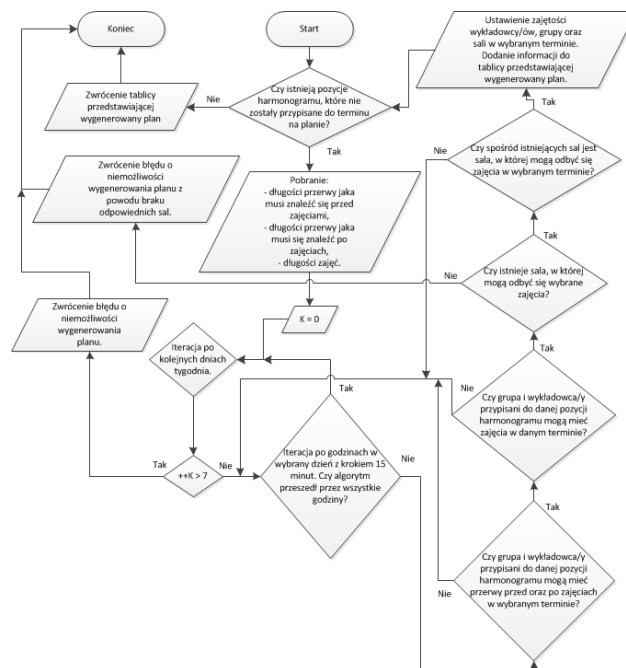 Koniec
Start
Ustawienie zajętości
wykładowcy/ów, grupy oraz
sali w wybranym terminie.
Dodanie informacji do
tablicy przedstawiającej
wygenerowany plan.
Zwrócenie tablicy
przedstawiającej
wygenerowany plan
Nie
Czy istnieją pozycje
harmonogramu, które nie
zostały przypisane do terminu
na planie?
Tak
Tak
Nie
Czy spośród istniejących sal jest
sala, w której mogą odbyć się
zajęcia w wybranym terminie?
Zwrócenie błędu o
niemożliwości
wygenerowania planu z
powodu braku
odpowiednich sal.
Pobranie:
- długości przerwy jaka
musi znaleźć się przed
zajęciami,
- długości przerwy jaka
musi się znaleźć po
zajęciach,
- długości zajęć.
Tak
Nie
Czy istnieje sala, w której
mogą odbyć się wybrane
zajęcia?
Zwrócenie błędu o
niemożliwości
wygenerowania
planu.
K = 0
Tak
Iteracja po
kolejnych dniach
tygodnia.
Tak
Nie
Czy grupa i wykładowca/y
przypisani do danej pozycji
harmonogramu mogą mieć
zajęcia w danym terminie?
Tak
++K > 7
Nie
Iteracja po godzinach w
wybrany dzień z krokiem 15
minut. Czy algorytm
przeszedł przez wszystkie
godziny?
Nie
Tak
Nie
Czy grupa i wykładowca/y
przypisani do danej pozycji
harmonogramu mogą mieć
przerwy przed oraz po zajęciach
w wybranym terminie?